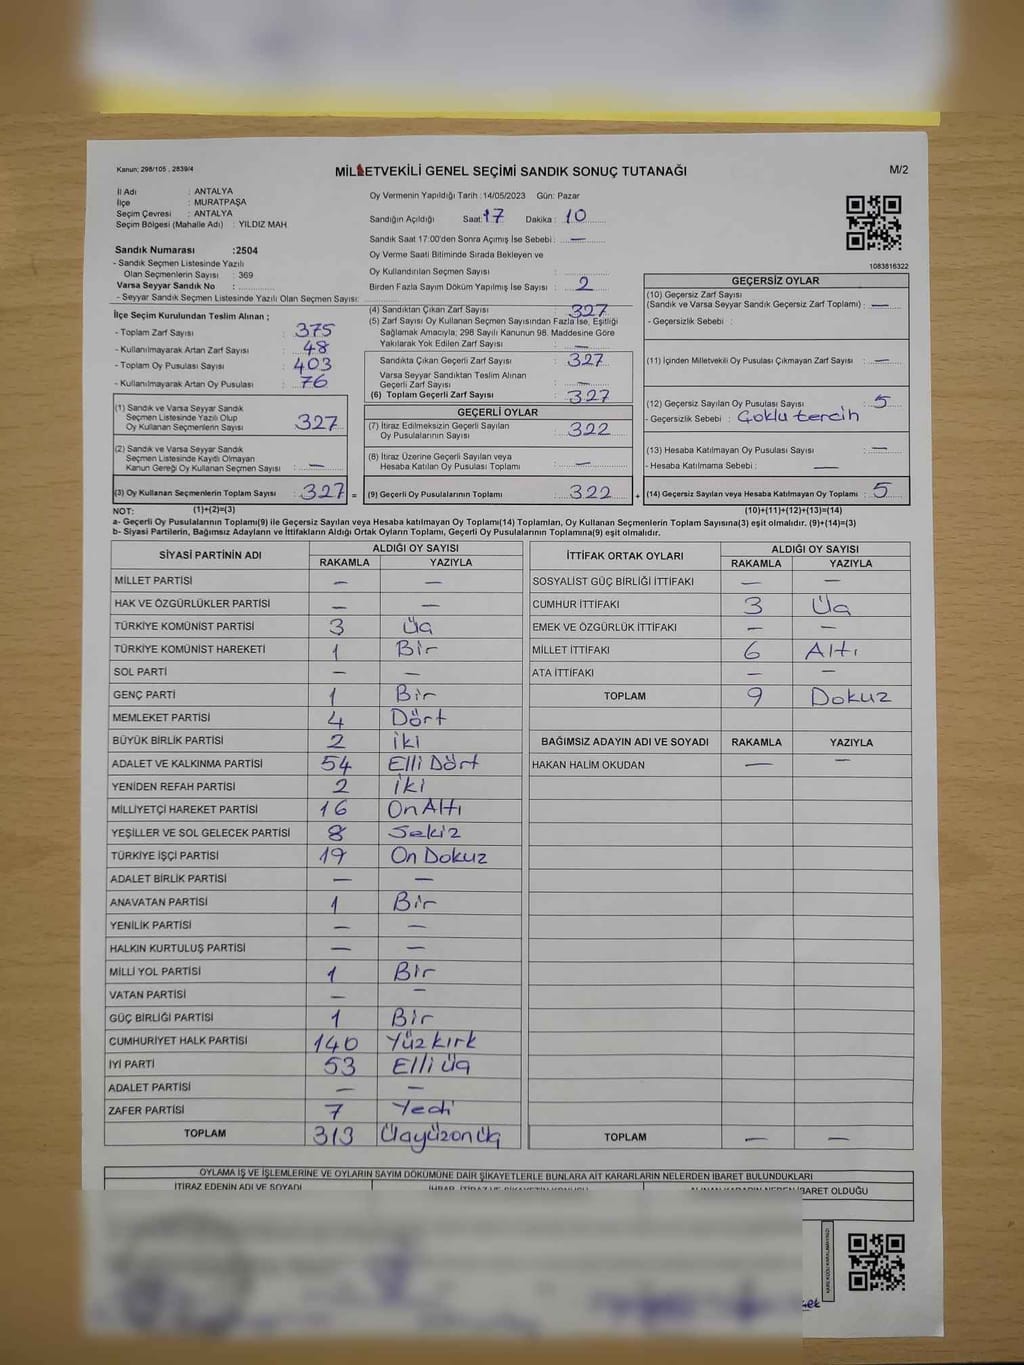 Kanun: 298/105 , 2839/4
MİLLETVEKİLİ GENEL SEÇİMİ SANDIK SONUÇ TUTANAĞI
M/2
İl Adı : ANTALYA
İlçe : MURATPAŞA
Seçim Çevresi : ANTALYA
Seçim Bölgesi (Mahalle Adı) : YILDIZ MAH
Sandık Numarası :2504
- Sandık Seçmen Listesinde Yazılı
Olan Seçmenlerin Sayısı : 369
Varsa Seyyar Sandık No :
- Seyyar Sandık Seçmen Listesinde Yazılı Olan Seçmen Sayısı:
Oy Vermenin Yapıldığı Tarih : 14/05/2023 Gün: Pazar
Sandığın Açıldığı Saat: 17 Dakika : 10
Sandık Saat 17:00'den Sonra Açımış İse Sebebi : —
Oy Verme Saati Bitiminde Sırada Bekleyen ve
Oy Kullandırılan Seçmen Sayısı :
Birden Fazla Sayım Döküm Yapılmış İse Sayısı : 2
1083816322
İlçe Seçim Kurulundan Teslim Alınan ;
- Toplam Zarf Sayısı : 375
- Kullanılmayarak Artan Zarf Sayısı : 48
- Toplam Oy Pusulası Sayısı : 403
- Kullanılmayarak Artan Oy Pusulası : 76
(1) Sandık ve Varsa Seyyar Sandık
Seçmen Listesinde Yazılı Olup
Oy Kullanan Seçmenlerin Sayısı 327
(2) Sandık ve Varsa Seyyar Sandık
Seçmen Listesinde Kayıtlı Olmayan
Kanun Gereği Oy Kullanan Seçmen Sayısı : —
(3) Oy Kullanan Seçmenlerin Toplam Sayısı : 327 =
(4) Sandıktan Çıkan Zarf Sayısı : 327
(5) Zarf Sayısı Oy Kullanan Seçmen Sayısından Fazla İse, Eşitliği
Sağlamak Amacıyla; 298 Sayılı Kanunun 98. Maddesine Göre
Yakılarak Yok Edilen Zarf Sayısı : —
Sandıkta Çıkan Geçerli Zarf Sayısı : 327
Varsa Seyyar Sandıktan Teslim Alınan
Geçerli Zarf Sayısı : —
(6) Toplam Geçerli Zarf Sayısı : 327
GEÇERLİ OYLAR
(7) İtiraz Edilmeksizin Geçerli Sayılan
Oy Pusulalarının Sayısı : 322
(8) İtiraz Üzerine Geçerli Sayılan veya
Hesaba Katılan Oy Pusulası Toplamı : —
(9) Geçerli Oy Pusulalarının Toplamı : 322 +
GEÇERSİZ OYLAR
(10) Geçersiz Zarf Sayısı
(Sandık ve Varsa Seyyar Sandık Geçersiz Zarf Toplamı) : —
- Geçersizlik Sebebi :
(11) İçinden Milletvekili Oy Pusulası Çıkmayan Zarf Sayısı : —
(12) Geçersiz Sayılan Oy Pusulası Sayısı : 5
- Geçersizlik Sebebi : Çoklu tercih
(13) Hesaba Katılmayan Oy Pusulası Sayısı : —
- Hesaba Katılmama Sebebi : —
(14) Geçersiz Sayılan veya Hesaba Katılmayan Oy Toplamı : 5
NOT: (1)+(2)=(3)
(10)+(11)+(12)+(13)=(14)
a- Geçerli Oy Pusulalarının Toplamı(9) ile Geçersiz Sayılan veya Hesaba katılmayan Oy Toplamı(14) Toplamları, Oy Kullanan Seçmenlerin Toplam Sayısına(3) eşit olmalıdır. (9)+(14)=(3)
b- Siyasi Partilerin, Bağımsız Adayların ve İttifakların Aldığı Ortak Oyların Toplamı, Geçerli Oy Pusulalarının Toplamına(9) eşit olmalıdır.
SİYASİ PARTİNİN ADI
ALDIĞI OY SAYISI
RAKAMLA YAZIYLA
MİLLET PARTİSİ — —
HAK VE ÖZGÜRLÜKLER PARTİSİ — —
TÜRKİYE KOMÜNİST PARTİSİ 3 Üç
TÜRKİYE KOMÜNİST HAREKETİ 1 Bir
SOL PARTİ — —
GENÇ PARTİ 1 Bir
MEMLEKET PARTİSİ 4 Dört
BÜYÜK BİRLİK PARTİSİ 2 İki
ADALET VE KALKINMA PARTİSİ 54 Elli Dört
YENİDEN REFAH PARTİSİ 2 İki
MİLLİYETÇİ HAREKET PARTİSİ 16 On Altı
YEŞİLLER VE SOL GELECEK PARTİSİ 8 Sekiz
TÜRKİYE İŞÇİ PARTİSİ 19 On Dokuz
ADALET BİRLİK PARTİSİ — —
ANAVATAN PARTİSİ 1 Bir
YENİLİK PARTİSİ — —
HALKIN KURTULUŞ PARTİSİ — —
MİLLİ YOL PARTİSİ 1 Bir
VATAN PARTİSİ — —
GÜÇ BİRLİĞİ PARTİSİ 1 Bir
CUMHURİYET HALK PARTİSİ 140 Yüz kırk
İYİ PARTİ 53 Elli üç
ADALET PARTİSİ — —
ZAFER PARTİSİ 7 Yedi
TOPLAM 313 Üçyüzon üç
İTTİFAK ORTAK OYLARI
ALDIĞI OY SAYISI
RAKAMLA YAZIYLA
SOSYALİST GÜÇ BİRLİĞİ İTTİFAKI — —
CUMHUR İTTİFAKI 3 Üç
EMEK VE ÖZGÜRLÜK İTTİFAKI — —
MİLLET İTTİFAKI 6 Altı
ATA İTTİFAKI — —
TOPLAM 9 Dokuz
BAĞIMSIZ ADAYIN ADI VE SOYADI RAKAMLA YAZIYLA
HAKAN HALİM OKUDAN — —
TOPLAM — —
OYLAMA İŞ VE İŞLEMLERİNE VE OYLARIN SAYIM DÖKÜMÜNE DAİR ŞİKAYETLERLE BUNLARA AİT KARARLARIN NELERDEN İBARET BULUNDUKLARI
İTİRAZ EDENİN ADI VE SOYADI
İBARET OLDUĞU